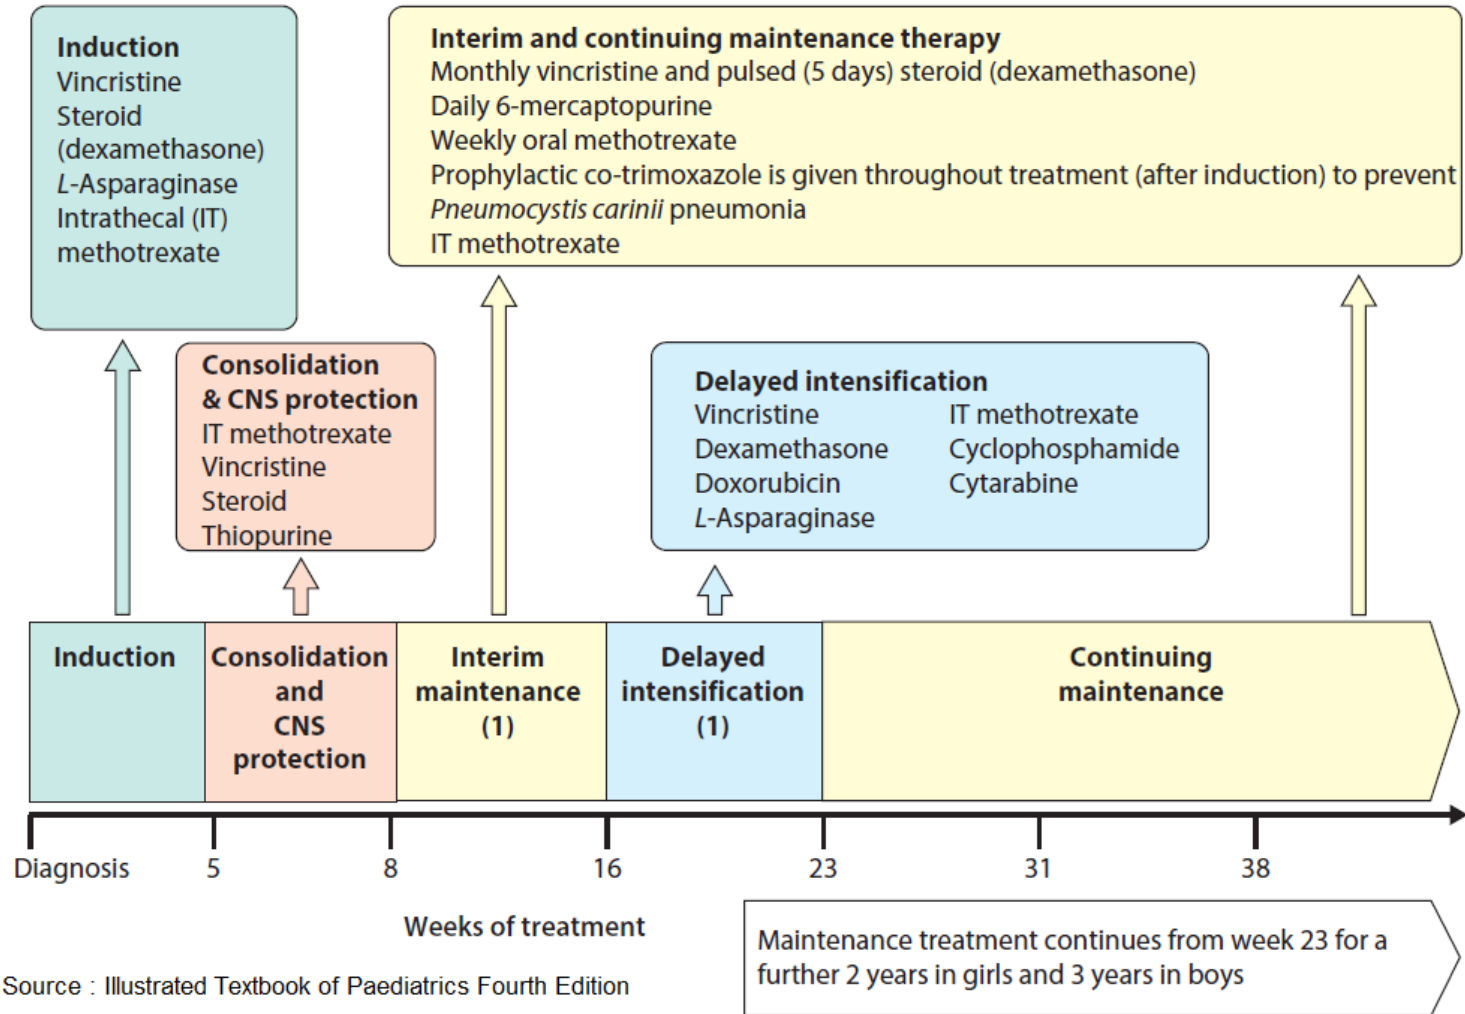 Induction
Vincristine
Steroid
(dexamethasone)
L-Asparaginase
Intrathecal (IT)
methotrexate
Interim and continuing maintenance therapy
Monthly vincristine and pulsed (5 days) steroid (dexamethasone)
Daily 6-mercaptopurine
Weekly oral methotrexate
Prophylactic co-trimoxazole is given throughout treatment (after induction) to prevent
Pneumocystis carinii pneumonia
IT methotrexate
Consolidation
& CNS protection
IT methotrexate
Vincristine
Steroid
Thiopurine
Delayed intensification
Vincristine IT methotrexate
Dexamethasone Cyclophosphamide
Doxorubicin Cytarabine
L-Asparaginase
Induction
Consolidation
and
CNS
protection
Interim
maintenance
(1)
Delayed
intensification
(1)
Continuing
maintenance
Diagnosis 5 8 16 23 31 38
Weeks of treatment
Maintenance treatment continues from week 23 for a
further 2 years in girls and 3 years in boys
Source : Illustrated Textbook of Paediatrics Fourth Edition